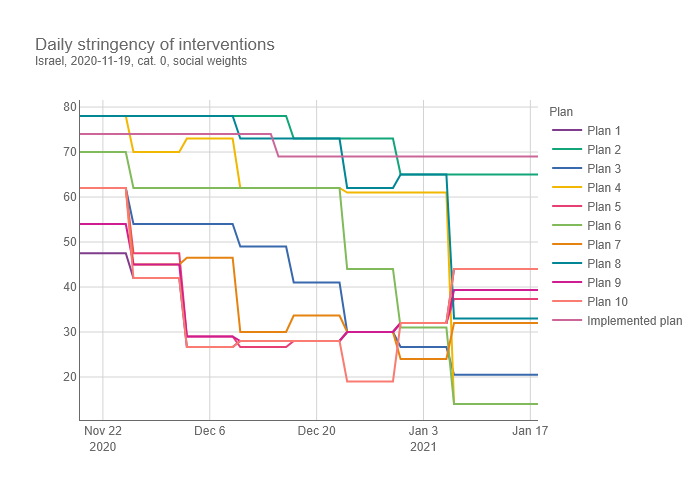 Daily stringency of interventions
Israel, 2020-11-19, cat. 0, social weights
80
70
60
50
40
30
20
Nov 22
2020
Dec 6
Dec 20
Jan 3
2021
Jan 17
Plan
Plan 1
Plan 2
Plan 3
Plan 4
Plan 5
Plan 6
Plan 7
Plan 8
Plan 9
Plan 10
Implemented plan